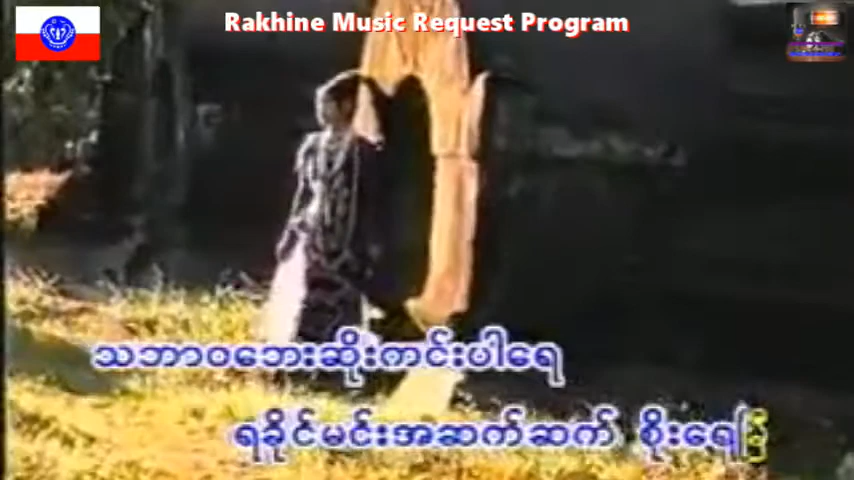 Rakhine Music Request Program
သဘာဝဘေးဆိုးကင်းပါရေ
ရခိုင်မင်းအဆက်ဆက် စိုးရေမြ